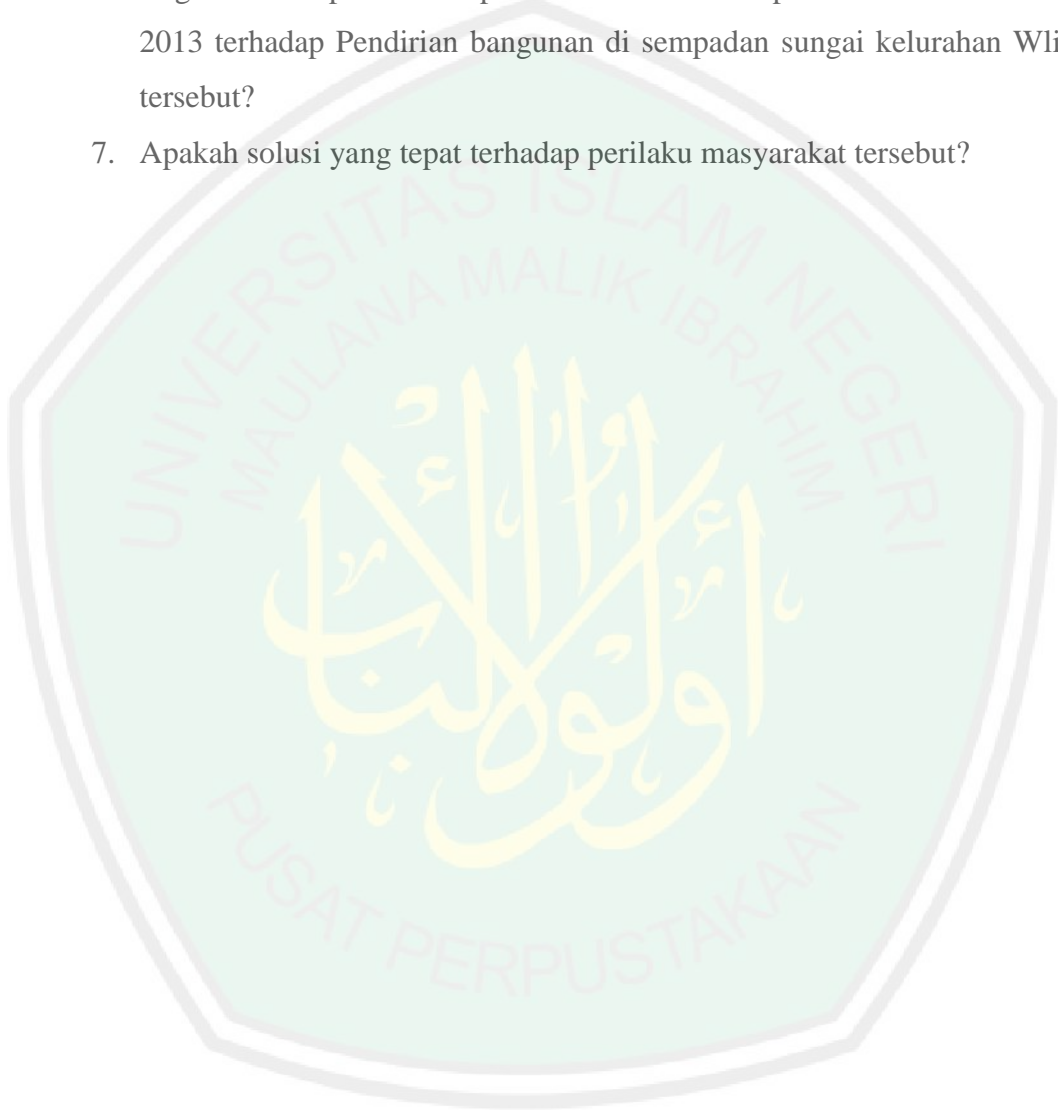 2013 terhadap Pendirian bangunan di sempadan sungai kelurahan Wli
tersebut?
7. Apakah solusi yang tepat terhadap perilaku masyarakat tersebut?
UNIVERSITAS ISLAM NEGERI
MAULANA MALIK IBRAHIM
PUSAT PERPUSTAKAAN